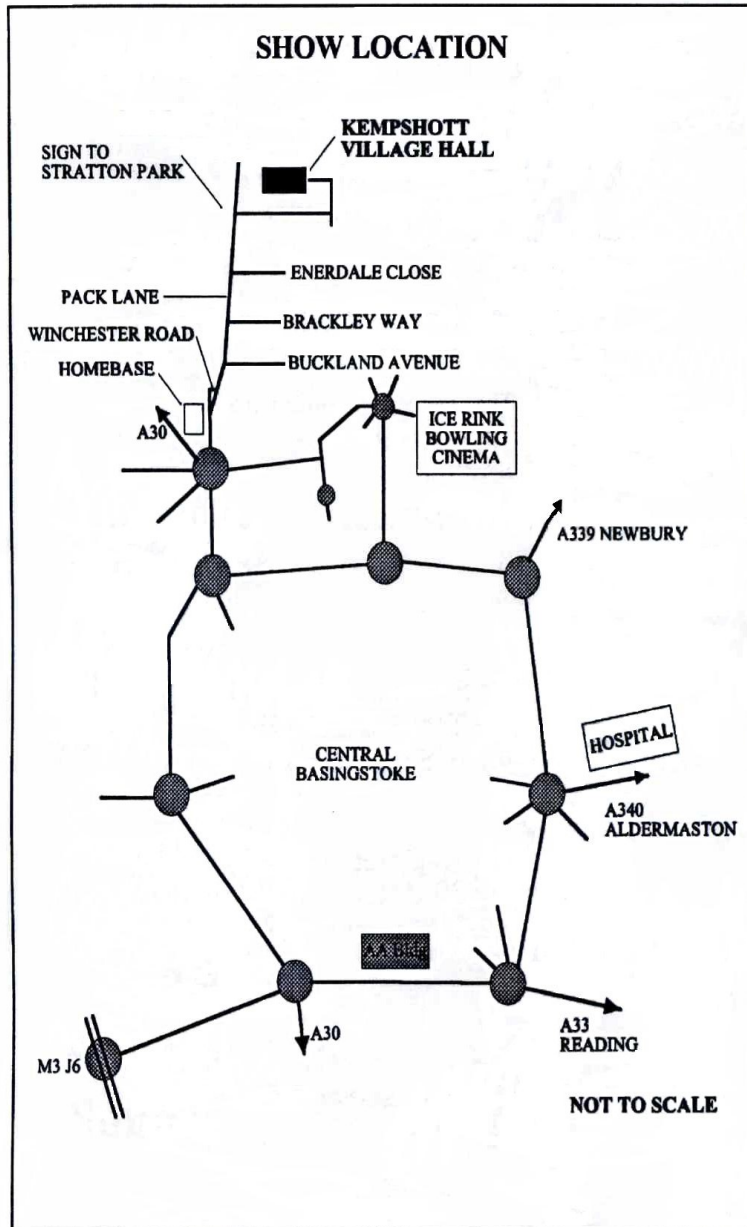 SHOW LOCATION
KEMPSHOTT
VILLAGE HALL
SIGN TO
STRATTON PARK
ENERDALE CLOSE
PACK LANE
BRACKLEY WAY
WINCHESTER ROAD
BUCKLAND AVENUE
HOMEBASE
A30
ICE RINK
BOWLING
CINEMA
A339 NEWBURY
HOSPITAL
CENTRAL
BASINGSTOKE
A340
ALDERMASTON
AA Bldg
A30
A33
READING
M3 J6
NOT TO SCALE